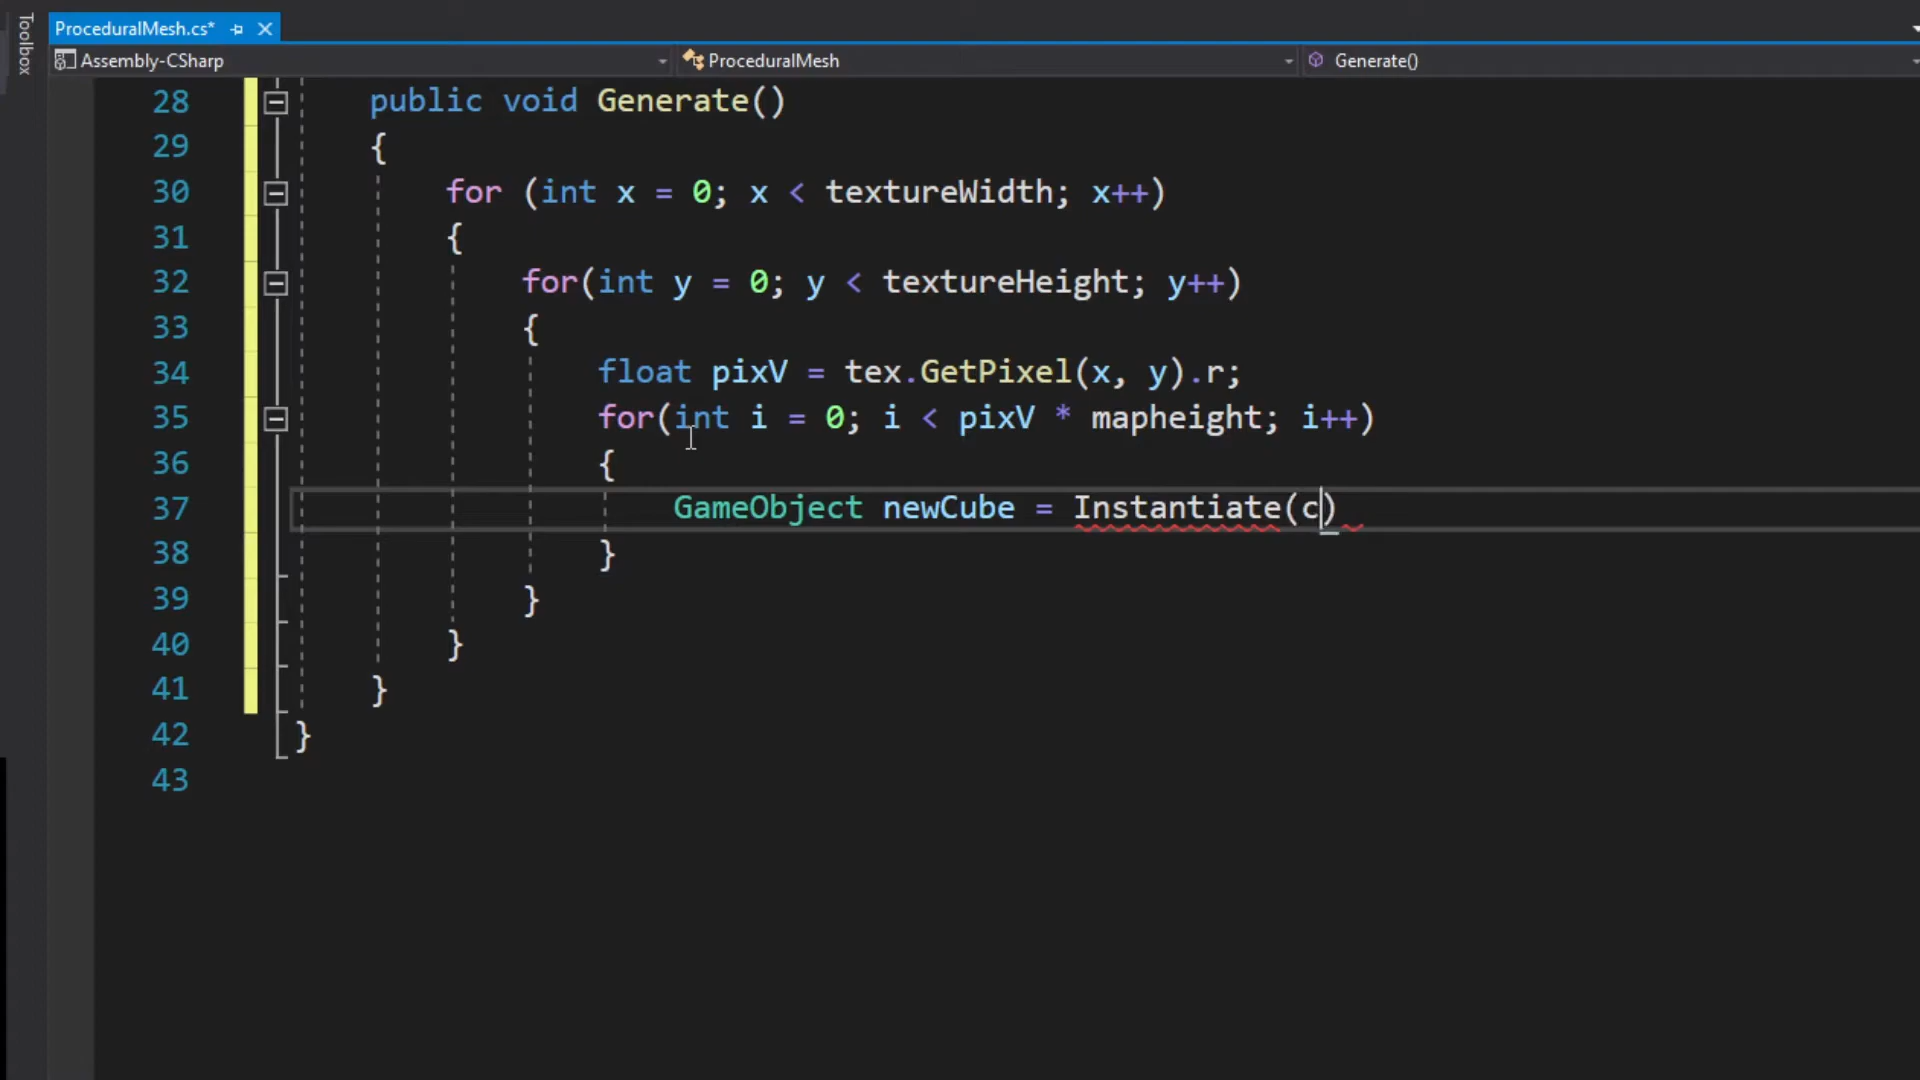 Toolbox
ProceduralMesh.cs*
Assembly-CSharp ProceduralMesh Generate()
28 public void Generate()
29 {
30 for (int x = 0; x < textureWidth; x++)
31 {
32 for(int y = 0; y < textureHeight; y++)
33 {
34 float pixV = tex.GetPixel(x, y).r;
35 for(int i = 0; i < pixV * mapheight; i++)
36 {
37 GameObject newCube = Instantiate(c)
38 }
39 }
40 }
41 }
42 }
43